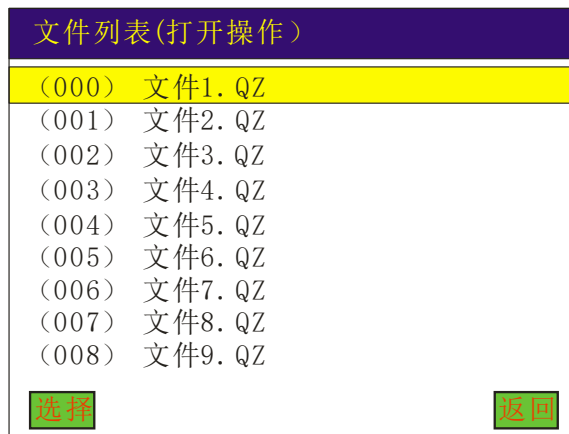 文件列表(打开操作）
（000） 文件1.QZ
（001） 文件2.QZ
（002） 文件3.QZ
（003） 文件4.QZ
（004） 文件5.QZ
（005） 文件6.QZ
（006） 文件7.QZ
（007） 文件8.QZ
（008） 文件9.QZ
选择 返回